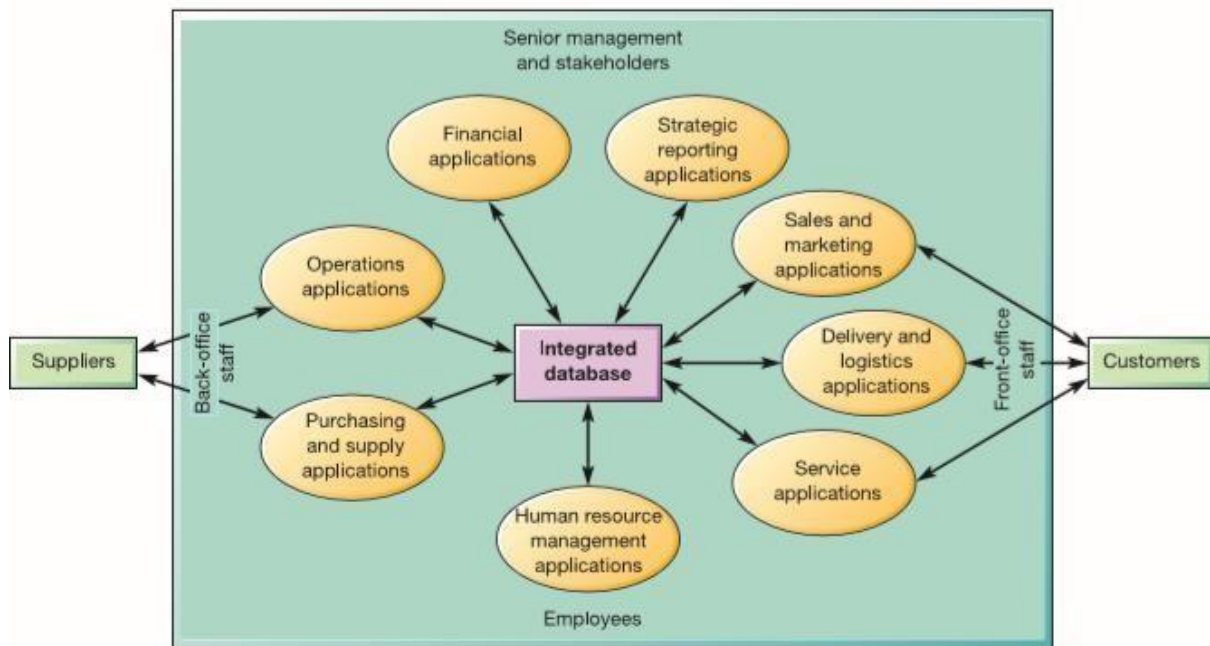 Senior management
and stakeholders
Financial
applications
Strategic
reporting
applications
Sales and
marketing
applications
Operations
applications
Suppliers
Back-office
staff
Integrated
database
Delivery and
logistics
applications
Front-office
staff
Customers
Purchasing
and supply
applications
Service
applications
Human resource
management
applications
Employees